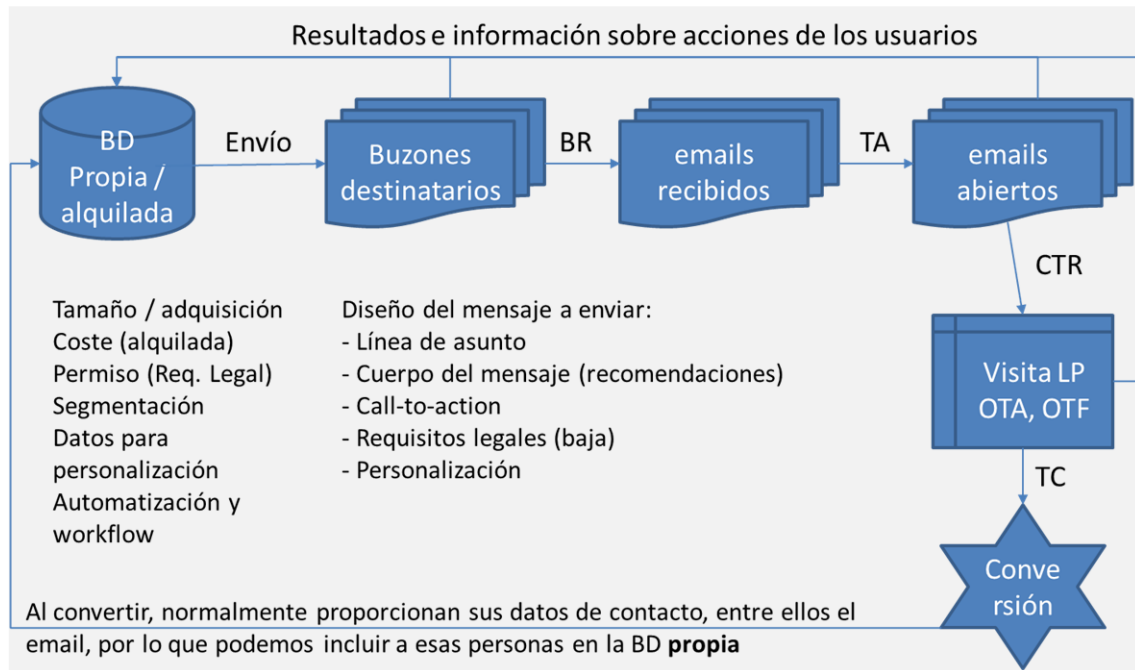 Resultados e información sobre acciones de los usuarios
BD
Propia /
alquilada
Envío
Buzones
destinatarios
BR
emails
recibidos
TA
emails
abiertos
CTR
Visita LP
OTA, OTF
TC
Conve
rsión
Tamaño / adquisición
Coste (alquilada)
Permiso (Req. Legal)
Segmentación
Datos para
personalización
Automatización y
workflow
Diseño del mensaje a enviar:
- Línea de asunto
- Cuerpo del mensaje (recomendaciones)
- Call-to-action
- Requisitos legales (baja)
- Personalización
Al convertir, normalmente proporcionan sus datos de contacto, entre ellos el
email, por lo que podemos incluir a esas personas en la BD propia